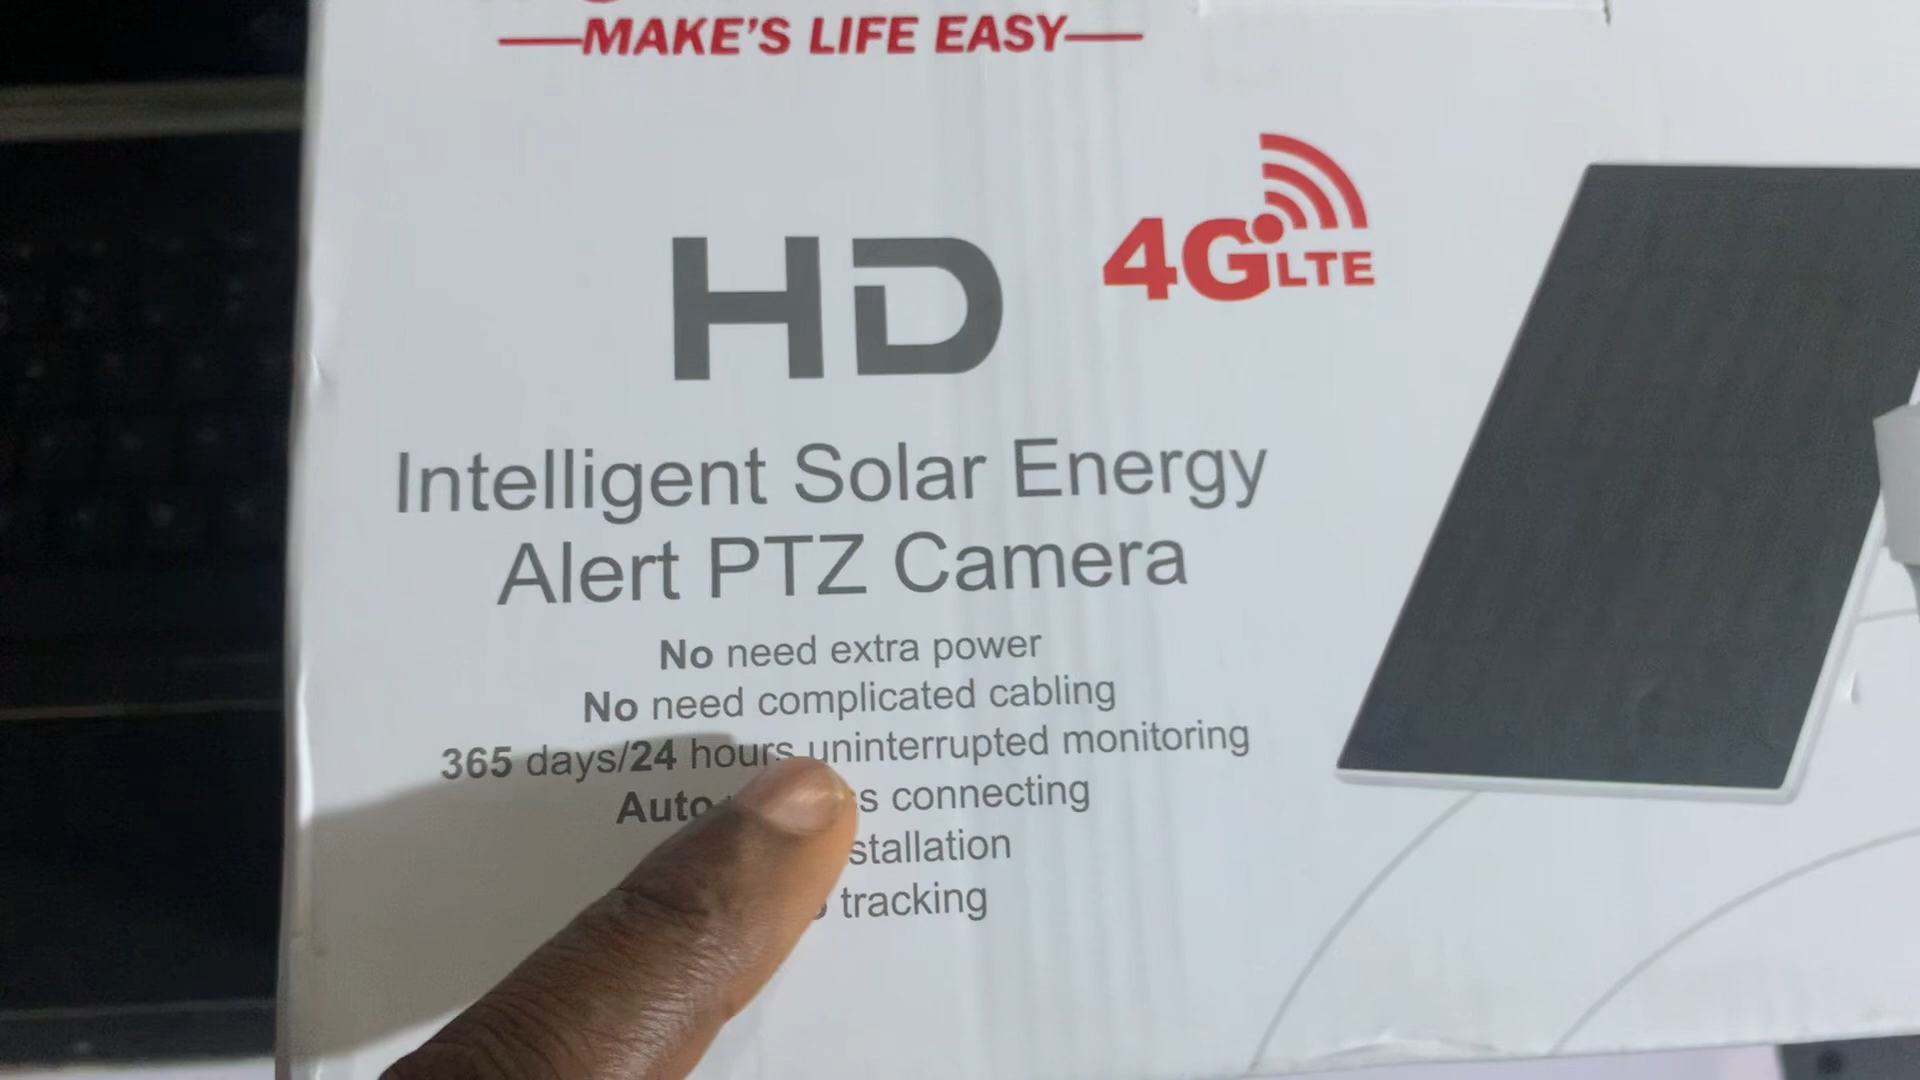 MAKE'S LIFE EASY
HD
4G LTE
Intelligent Solar Energy
Alert PTZ Camera
No need extra power
No need complicated cabling
365 days/24 hours uninterrupted monitoring
Auto connecting
tracking